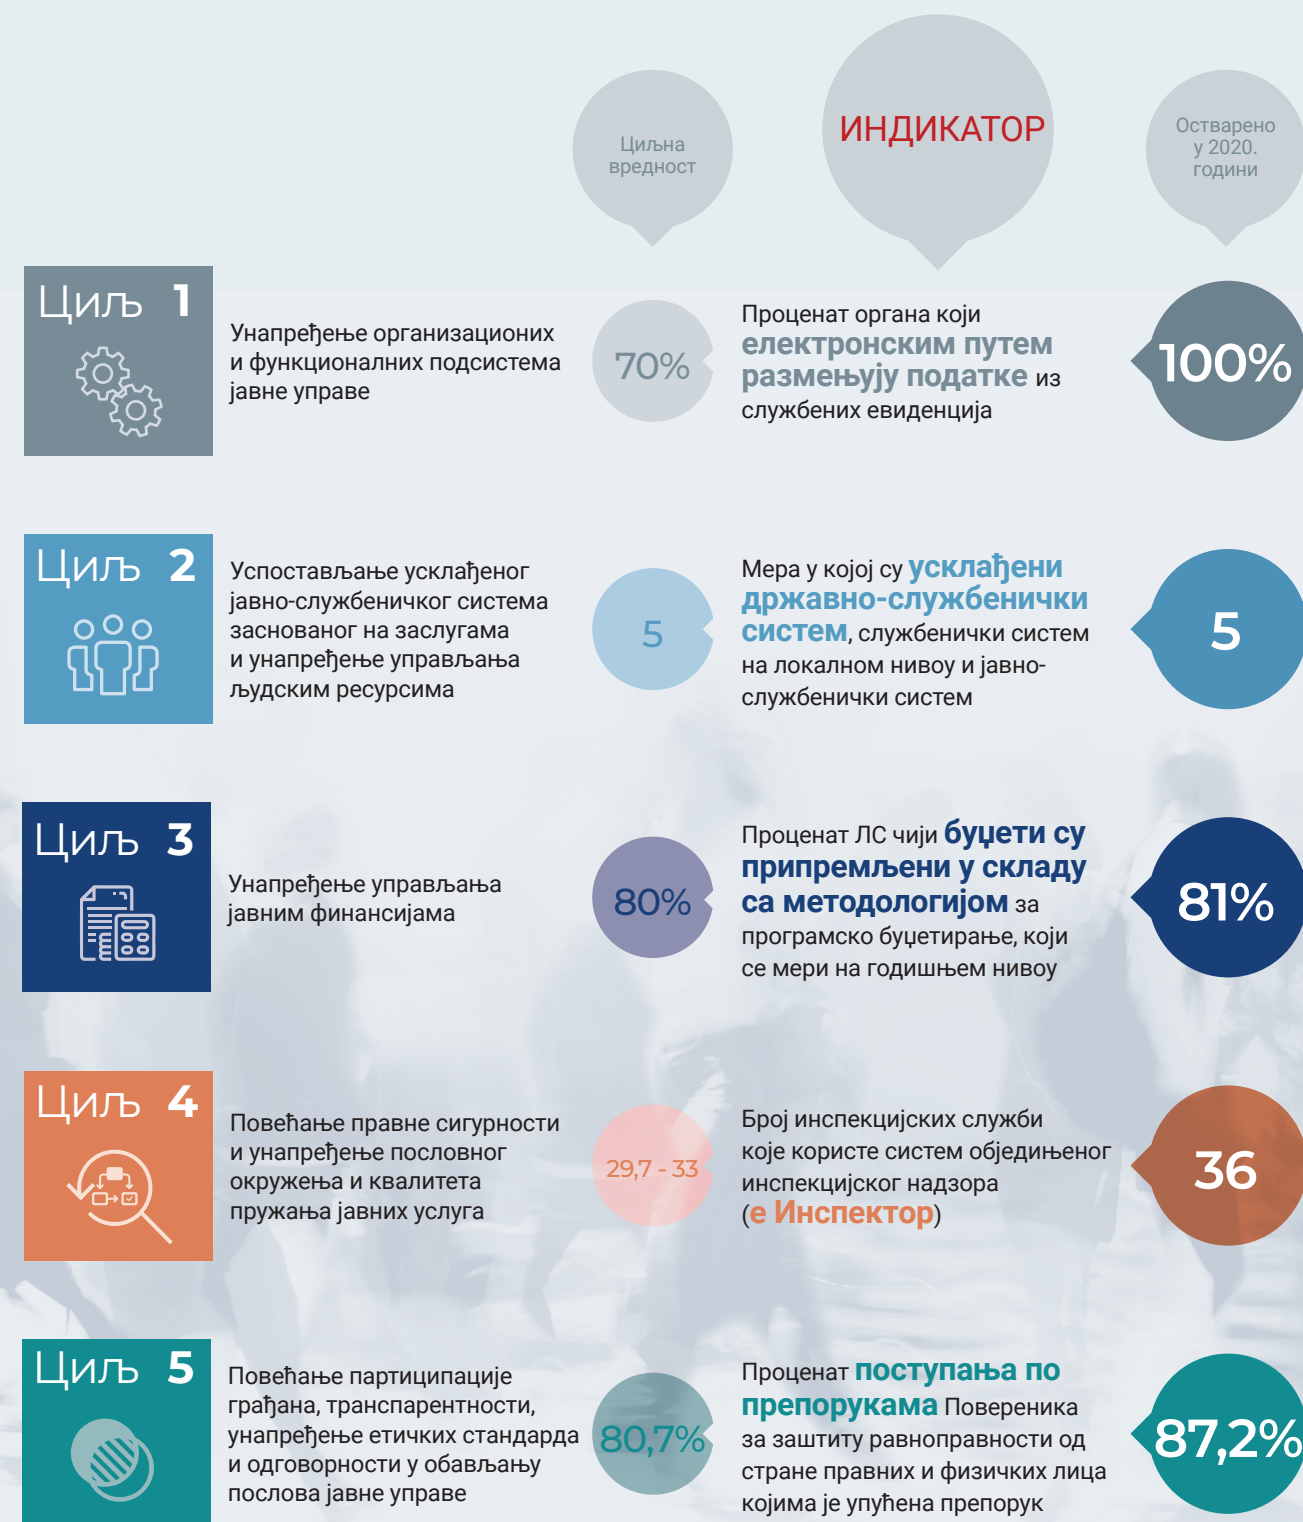 Циљна
вредност
ИНДИКАТОР
Остварено
у 2020.
години
Циљ 1
Унапређење организационих
и функционалних подсистема
јавне управе
70%
Проценат органа који
електронским путем
размењују податке из
службених евиденција
100%
Циљ 2
Успостављање усклађеног
јавно-службеничког система
заснованог на заслугама
и унапређење управљања
људским ресурсима
5
Мера у којој су усклађени
државно-службенички
систем, службенички систем
на локалном нивоу и јавно-
службенички систем
5
Циљ 3
Унапређење управљања
јавним финансијама
80%
Проценат ЛС чији буџети су
припремљени у складу
са методологијом за
програмско буџетирање, који
се мери на годишњем нивоу
81%
Циљ 4
Повећање правне сигурности
и унапређење пословног
окружења и квалитета
пружања јавних услуга
29,7 - 33
Број инспекцијских служби
које користе систем обједињеног
инспекцијског надзора
(е Инспектор)
36
Циљ 5
Повећање партиципације
грађана, транспарентности,
унапређење етичких стандарда
и одговорности у обављању
послова јавне управе
80,7%
Проценат поступања по
препорукама Повереника
за заштиту равноправности од
стране правних и физичких лица
којима је упућена препорук
87,2%